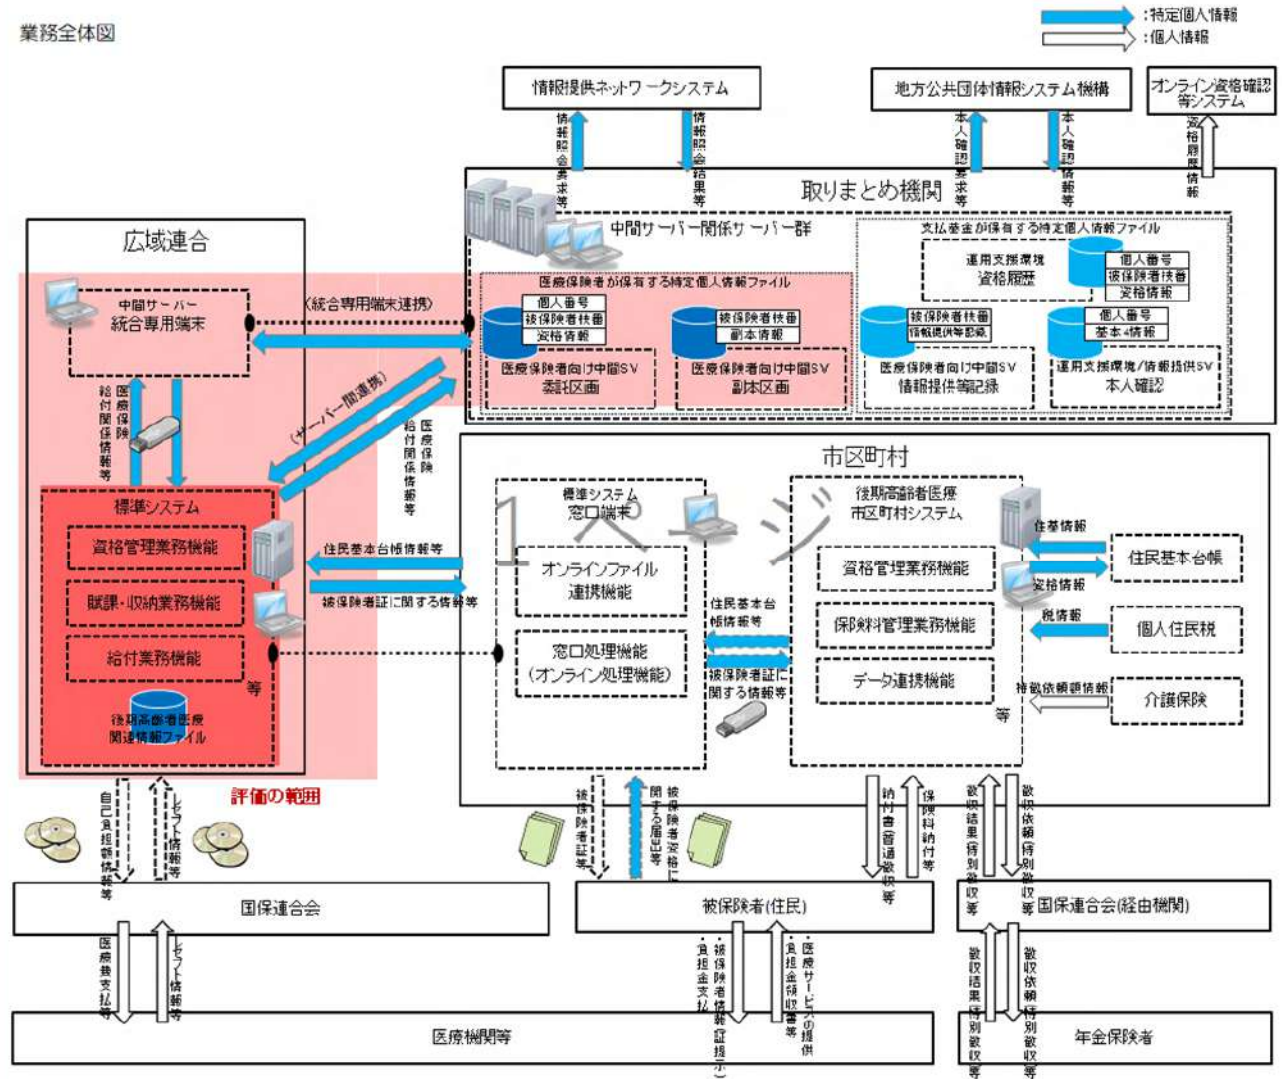 業務全体図
:特定個人情報
:個人情報
情報提供ネットワークシステム
地方公共団体情報システム機構
オンライン資格確認
等システム
情報照会要求等
情報照会結果等
本人確認要求等
本人確認情報等
資格履歴情報
取りまとめ機関
中間サーバー関係サーバー群
支払基金が保有する特定個人情報ファイル
運用支援環境
資格履歴
個人番号
被保険者枝番
資格情報
医療保険者が保有する特定個人情報ファイル
個人番号
被保険者枝番
資格情報
医療保険者向け中間SV
委託区画
被保険者枝番
副本情報
医療保険者向け中間SV
副本区画
被保険者枝番
情報提供等記録
医療保険者向け中間SV
情報提供等記録
個人番号
基本4情報
運用支援環境/情報提供SV
本人確認
広域連合
中間サーバー
統合専用端末
(統合専用端末連携)
(サーバー間連携)
医療保険
給付関係情報等
医療保険
給付関係情報等
標準システム
資格管理業務機能
賦課・収納業務機能
給付業務機能
等
後期高齢者医療
関連情報ファイル
評価の範囲
住民基本台帳情報等
被保険者証に関する情報等
市区町村
1ページ
標準システム
窓口端末
オンラインファイル
連携機能
窓口処理機能
(オンライン処理機能)
住民基本台
帳情報等
被保険者証に
関する情報等
後期高齢者医療
市区町村システム
資格管理業務機能
保険料管理業務機能
データ連携機能
等
住基情報
資格情報
税情報
特徴依頼額情報
住民基本台帳
個人住民税
介護保険
自己負担額情報等
レセプト情報等
被保険者証等
被保険者資格に
関する届出等
納付書(普通徴収)等
保険料納付等
徴収結果(特別徴収)等
徴収依頼(特別徴収)等
国保連合会
被保険者(住民)
国保連合会(経由機関)
医療費支払等
レセプト情報等
・被保険者情報(証提示)
・負担金支払
・医療サービスの提供
・負担金領収書等
徴収結果(特別徴収)等
徴収依頼(特別徴収)等
医療機関等
年金保険者